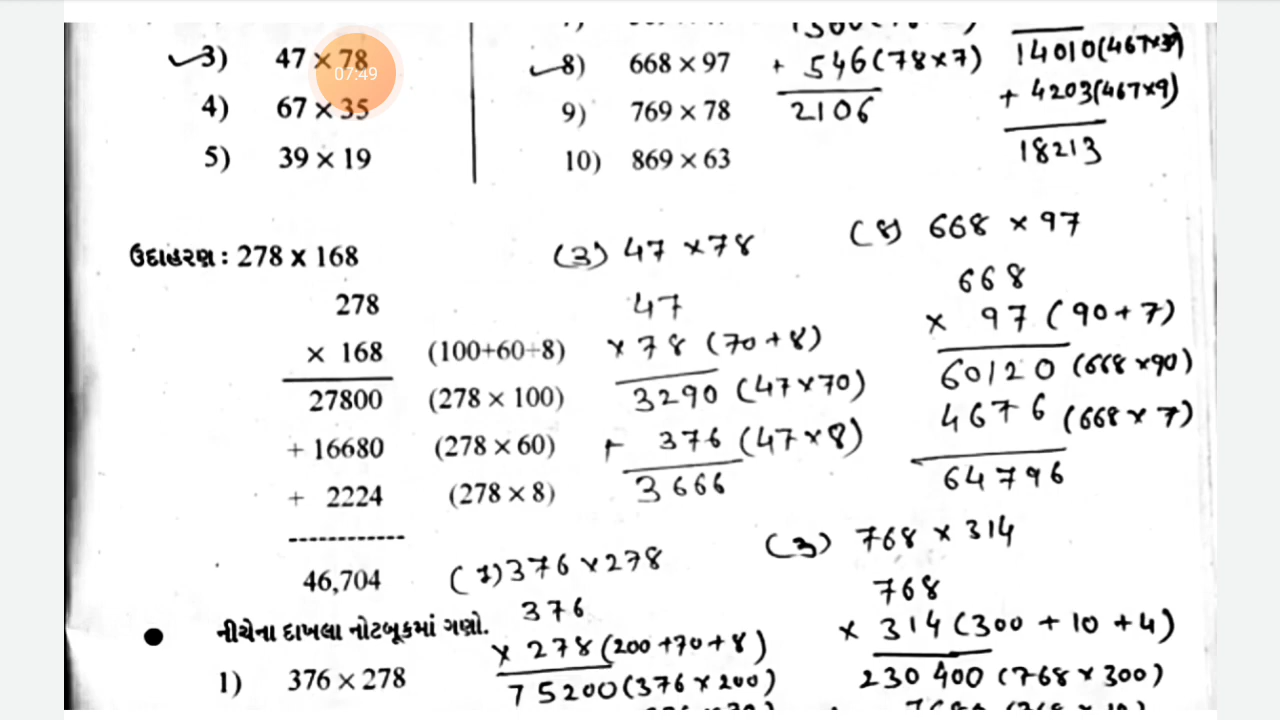 3) 47 × 78
4) 67 × 35
5) 39 × 19
07:49
8) 668 × 97
9) 769 × 78
10) 869 × 63
+ 546 (78×7)
2106
14010 (467×30)
+ 4203 (467×9)
18213
ઉદાહરણ : 278 × 168
278
× 168 (100+60+8)
27800 (278 × 100)
+ 16680 (278 × 60)
+ 2224 (278 × 8)
------------
46,704
(3) 47 × 78
47
× 78 (70+8)
3290 (47×70)
+ 376 (47×8)
3666
(8) 668 × 97
668
× 97 (90+7)
60120 (668×90)
4676 (668×7)
64796
● નીચેના દાખલા નોટબૂકમાં ગણો.
1) 376 × 278
(1) 376 × 278
376
× 278 (200+70+8)
75200 (376×200)
(3) 768 × 314
768
× 314 (300 + 10 + 4)
230400 (768 × 300)